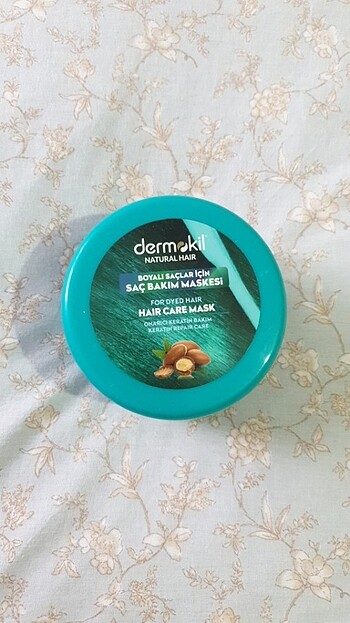 dermokil
NATURAL HAIR
BOYALI SAÇLAR İÇİN
SAÇ BAKIM MASKESİ
FOR DYED HAIR
HAIR CARE MASK
ONARICI KERATİN BAKIM
KERATIN REPAIR CARE